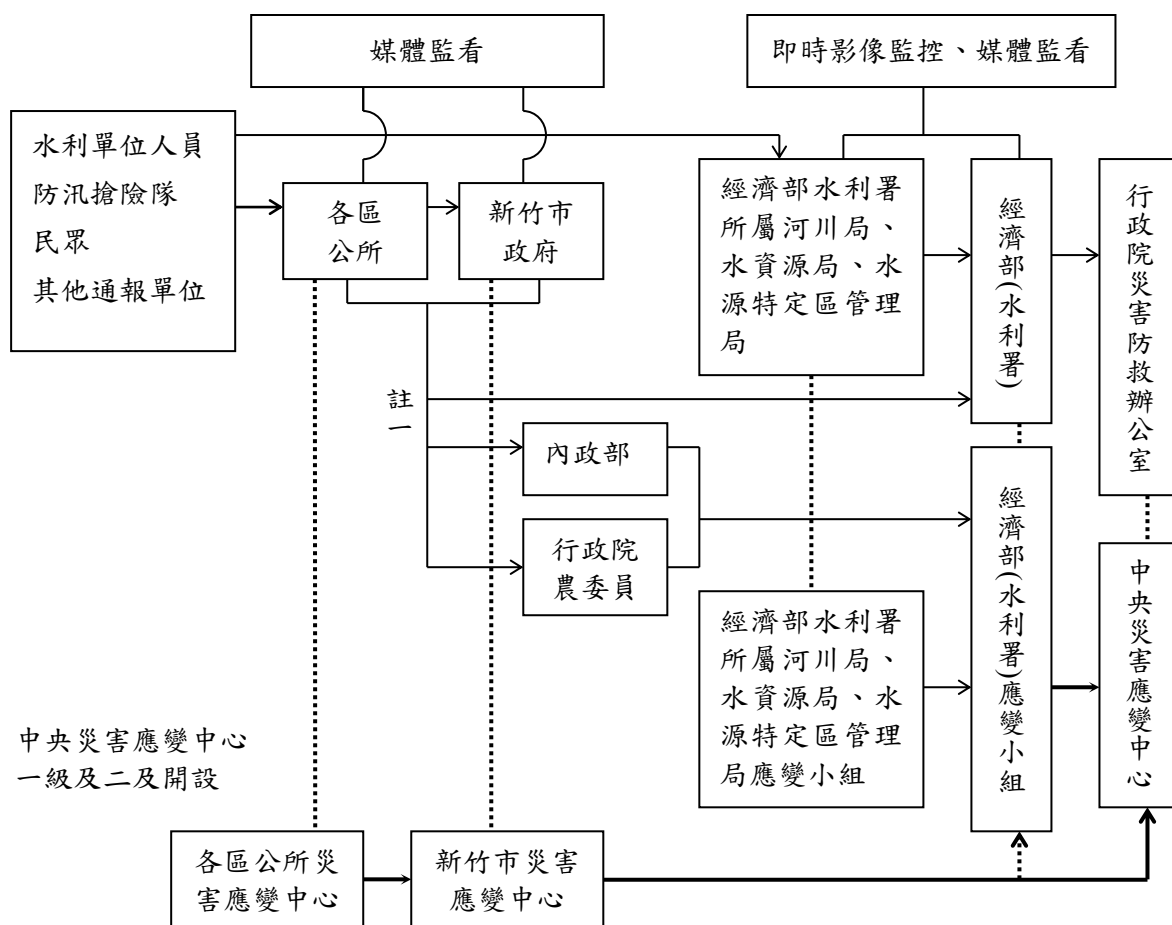 媒體監看
即時影像監控、媒體監看
水利單位人員
防汛搶險隊
民眾
其他通報單位
各區
公所
新竹市
政府
經濟部水利署
所屬河川局、
水資源局、水
源特定區管理
局
經濟部(水利署)
行政院災害防救辦公室
註一
內政部
行政院
農委員
經濟部水利署
所屬河川局、
水資源局、水
源特定區管理
局應變小組
經濟部(水利署)應變小組
中央災害應變中心
中央災害應變中心
一級及二及開設
各區公所災
害應變中心
新竹市災害
應變中心